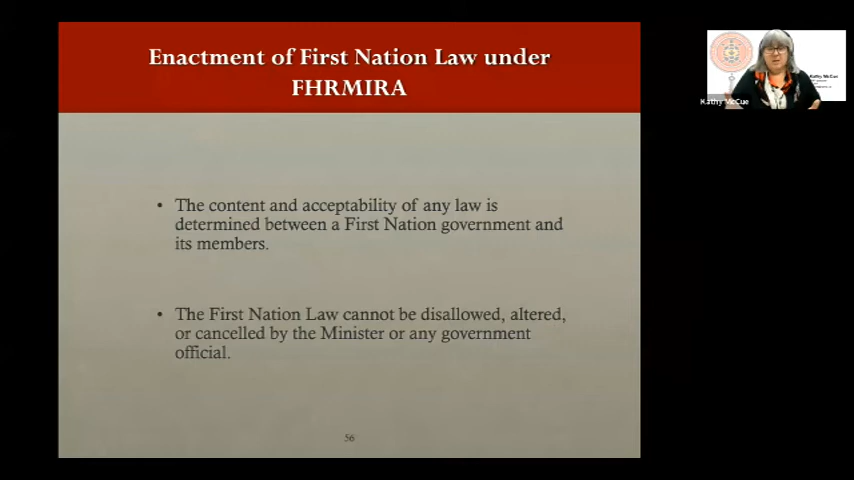 Enactment of First Nation Law under
FHRMIRA
• The content and acceptability of any law is
determined between a First Nation government and
its members.
• The First Nation Law cannot be disallowed, altered,
or cancelled by the Minister or any government
official.
56
Kathy McCue
Kathy McCue